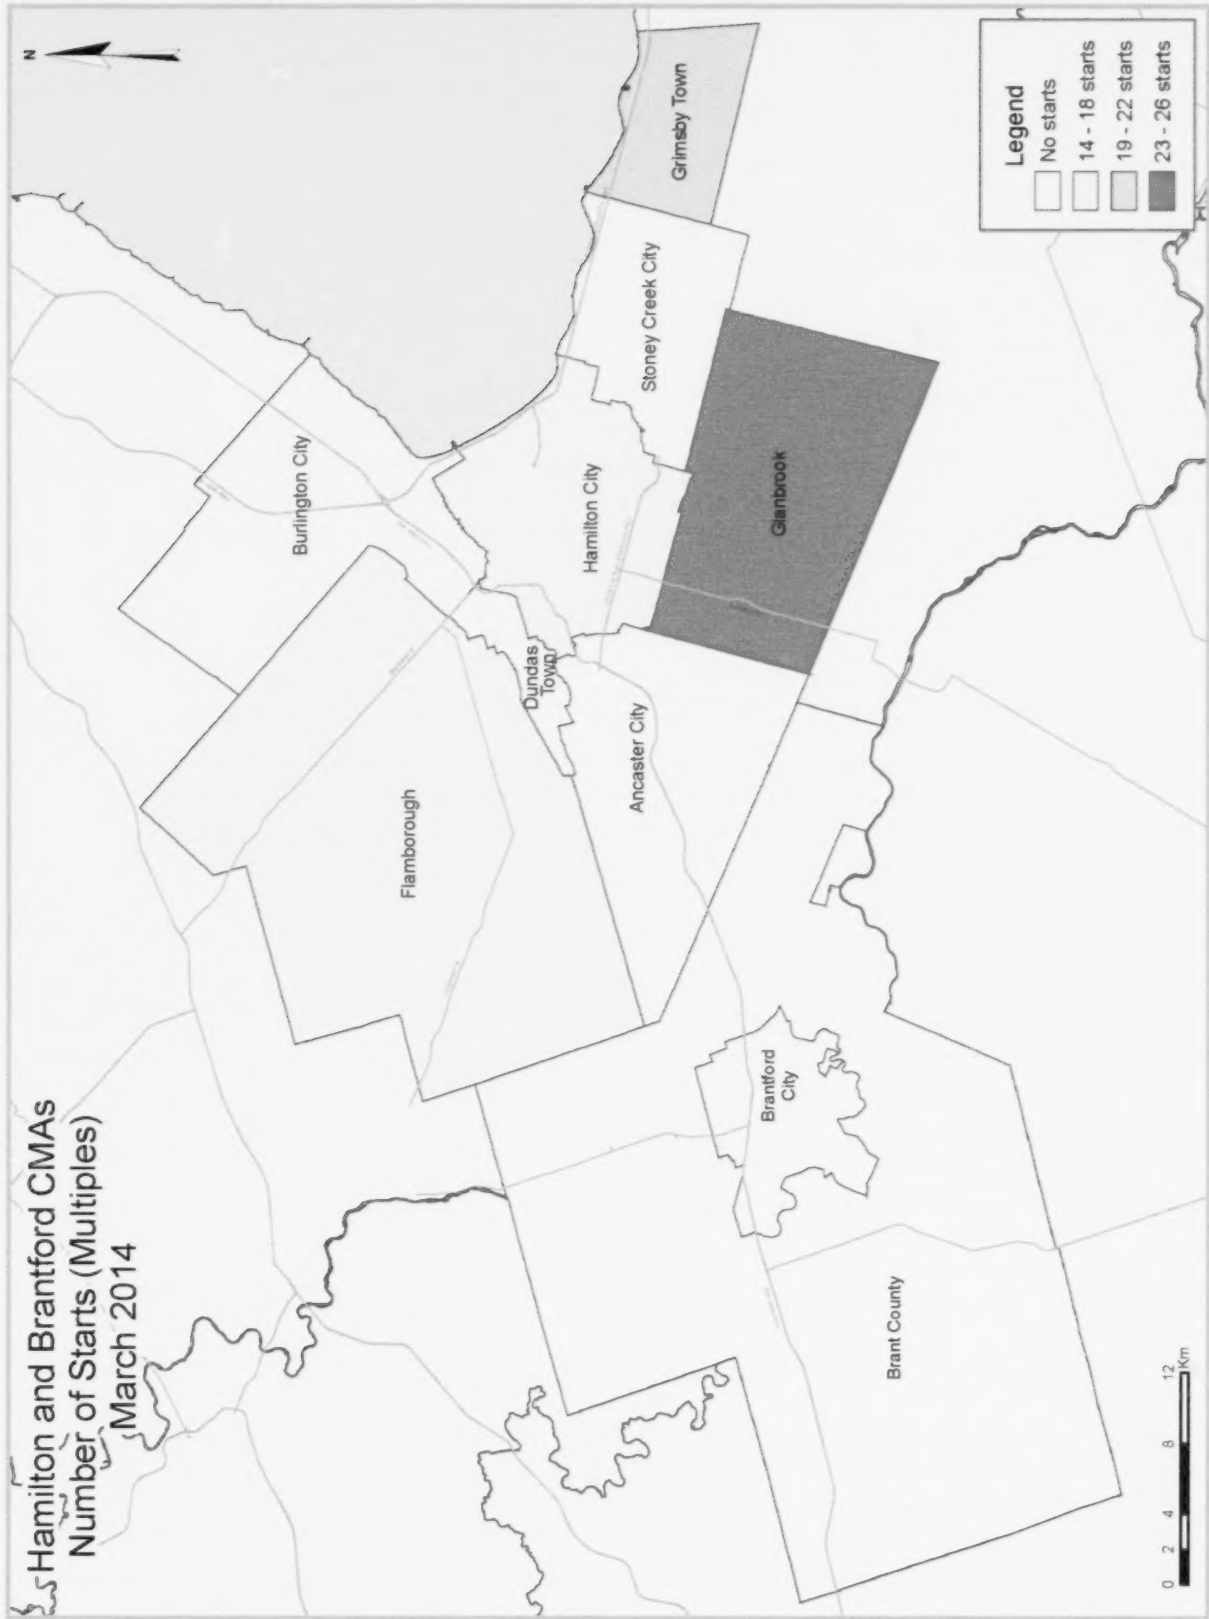 Hamilton and Brantford CMAs
Number of Starts (Multiples)
March 2014
N
Burlington City
Flamborough
Dundas
Town
Hamilton City
Stoney Creek City
Grimsby Town
Ancaster City
Glanbrook
Brantford
City
Brant County
Legend
No starts
14 - 18 starts
19 - 22 starts
23 - 26 starts
0 2 4 8 12
Km